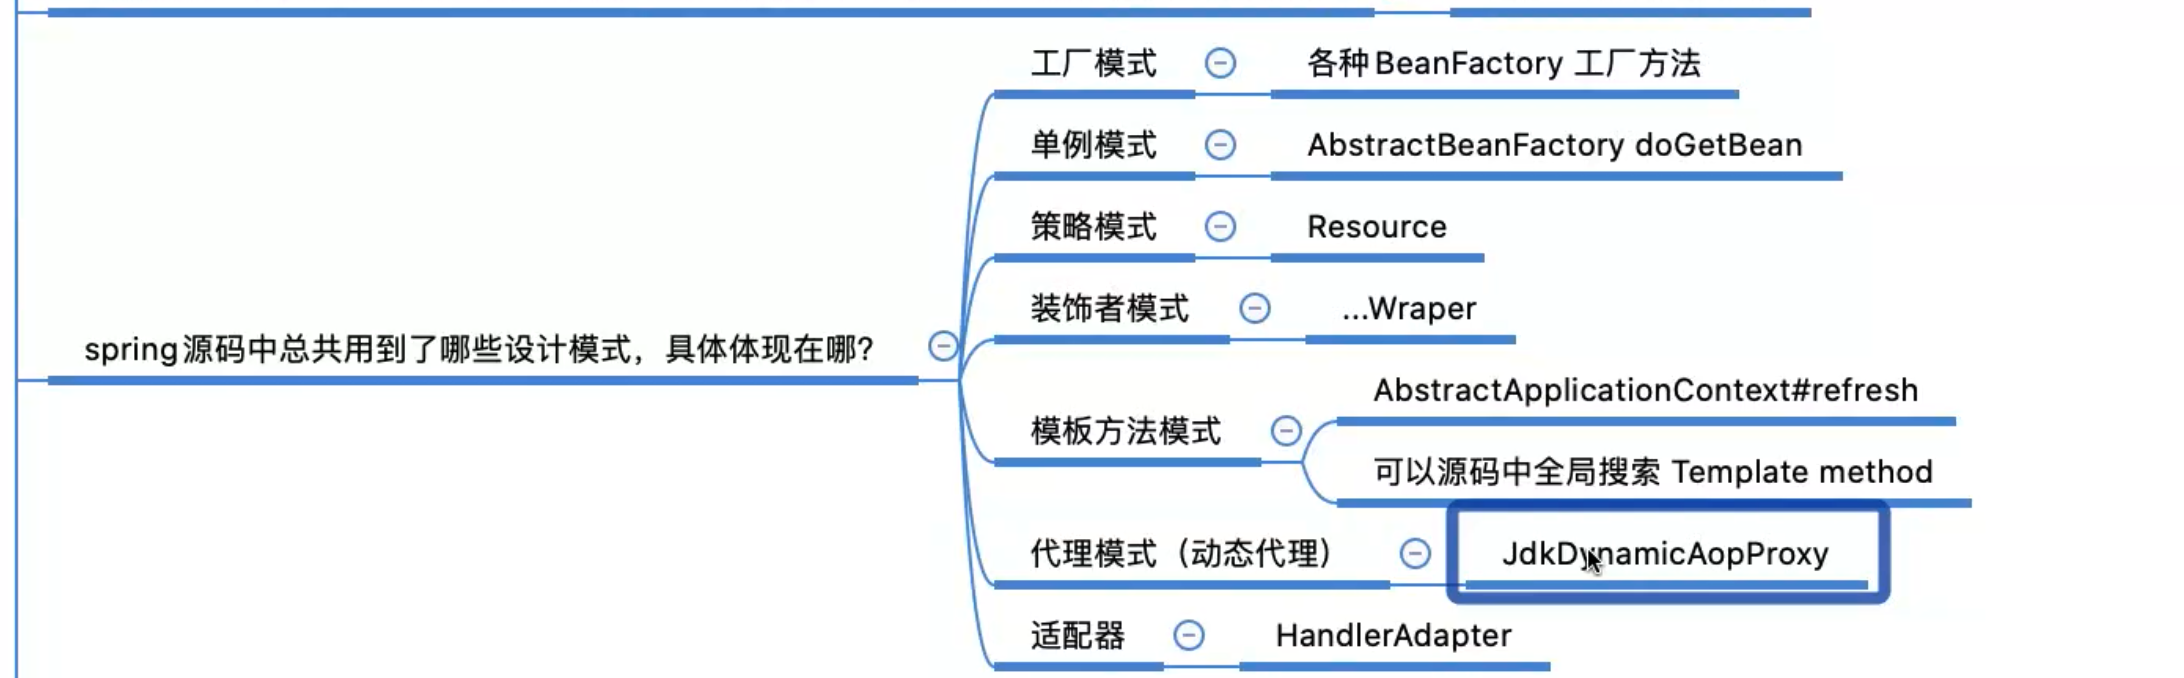 工厂模式 各种BeanFactory 工厂方法
单例模式 AbstractBeanFactory doGetBean
策略模式 Resource
装饰者模式 ...Wraper
spring源码中总共用到了哪些设计模式，具体体现在哪?
AbstractApplicationContext#refresh
模板方法模式
可以源码中全局搜索 Template method
代理模式（动态代理） JdkDynamicAopProxy
适配器 HandlerAdapter